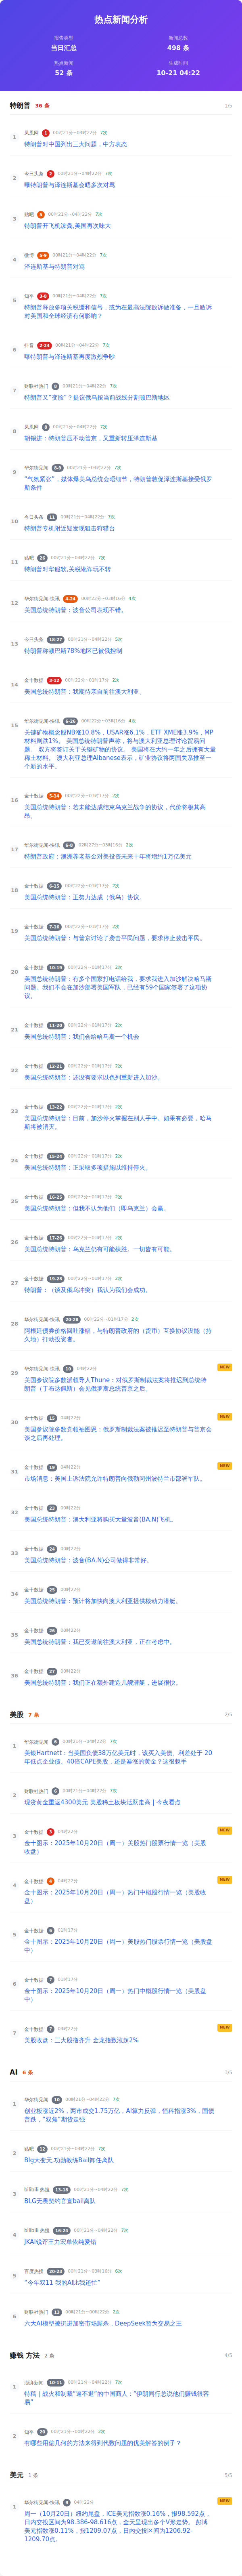 热点新闻分析
报告类型
新闻总数
当日汇总
498 条
热点新闻
生成时间
52 条
10-21 04:22
特朗普 36 条
1/5
1
凤凰网 1 00时21分~04时22分 7次
特朗普对中国列出三大问题，中方表态
2
今日头条 2 00时21分~04时22分 7次
曝特朗普与泽连斯基会晤多次对骂
3
贴吧 5 00时21分~04时22分 7次
特朗普开飞机泼粪,美国再次味大
4
微博 00时21分~04时22分 7次
泽连斯基与特朗普对骂
5
知乎 00时21分~04时22分 7次
特朗普释放多项关税缓和信号，或为在最高法院败诉做准备，一旦败诉
对美国和全球经济有何影响？
6
抖音 2-24 00时21分~04时22分 7次
曝特朗普与泽连斯基再度激烈争吵
7
财联社热门 00时21分~04时22分 7次
特朗普又“变脸”？提议俄乌按当前战线分割顿巴斯地区
8
凤凰网 00时21分~04时22分 7次
胡锡进：特朗普压不动普京，又重新转压泽连斯基
9
华尔街见闻 00时21分~04时22分 7次
“气氛紧张”，媒体爆美乌总统会晤细节，特朗普敦促泽连斯基接受俄罗
斯条件
10
今日头条 11 00时21分~04时22分 7次
特朗普专机附近疑发现狙击狩猎台
11
贴吧 26 00时21分~04时22分 7次
特朗普对华服软,关税讹诈玩不转
12
华尔街见闻-快讯 4-24 00时22分~03时16分 4次
美国总统特朗普：波音公司表现不错。
13
今日头条 18-27 00时21分~04时22分 5次
特朗普称顿巴斯78%地区已被俄控制
14
金十数据 3-12 00时22分~01时17分 2次
美国总统特朗普：我期待亲自前往澳大利亚。
15
华尔街见闻-快讯 6-26 00时22分~03时16分 4次
关键矿物概念股NB涨10.8%，USAR涨6.1%，ETF XME涨3.9%，MP
材料则跌1%。 美国总统特朗普声称，将与澳大利亚总理讨论贸易问
题。 双方将签订关于关键矿物的协议。 美国将在大约一年之后拥有大量
稀土材料。 澳大利亚总理Albanese表示，矿业协议将两国关系推至一
个新的水平。
16
金十数据 5-14 00时22分~01时17分 2次
美国总统特朗普：若未能达成结束乌克兰战争的协议，代价将极其高
昂。
17
华尔街见闻-快讯 02时17分~03时16分 2次
特朗普政府：澳洲养老基金对美投资未来十年将增约1万亿美元
18
金十数据 6-15 00时22分~01时17分 2次
美国总统特朗普：正努力达成（俄乌）协议。
19
金十数据 7-16 00时22分~01时17分 2次
美国总统特朗普：与普京讨论了袭击平民问题，要求停止袭击平民。
20
金十数据 10-19 00时22分~01时17分 2次
美国总统特朗普：有多个国家打电话给我，要求我进入加沙解决哈马斯
问题。我们不会在加沙部署美国军队，已经有59个国家签署了这项协
议。
21
金十数据 11-20 00时22分~01时17分 2次
美国总统特朗普：我们会给哈马斯一个机会
22
金十数据 12-21 00时22分~01时17分 2次
美国总统特朗普：还没有要求以色列重新进入加沙。
23
金十数据 13-22 00时22分~01时17分 2次
美国总统特朗普：目前，加沙停火掌握在别人手中。如果有必要，哈马
斯将被消灭。
24
金十数据 15-24 00时22分~01时17分 2次
美国总统特朗普：正采取多项措施以维持停火。
25
金十数据 16-25 00时22分~01时17分 2次
美国总统特朗普：但我不认为他们（即乌克兰）会赢。
26
金十数据 17-26 00时22分~01时17分 2次
美国总统特朗普：乌克兰仍有可能获胜。一切皆有可能。
27
金十数据 19-28 00时22分~01时17分 2次
特朗普：（谈及俄乌冲突）我认为我们会成功。
28
华尔街见闻-快讯 20-28 00时22分~01时17分 2次
阿根廷债券价格回吐涨幅，与特朗普政府的（货币）互换协议没能（持
久地）打动投资者。
29
华尔街见闻-快讯 10 04时22分
NEW
美国参议院多数派领导人Thune：对俄罗斯制裁法案将推迟到总统特
朗普（于布达佩斯）会见俄罗斯总统普京之后。
30
金十数据 15 04时22分
NEW
美国参议院多数党领袖图恩：俄罗斯制裁法案被推迟至特朗普与普京会
谈之后再处理。
31
金十数据 19 04时22分
NEW
市场消息：美国上诉法院允许特朗普向俄勒冈州波特兰市部署军队。
32
金十数据 23 00时22分
美国总统特朗普：澳大利亚将购买大量波音(BA.N)飞机。
33
金十数据 24 00时22分
美国总统特朗普：波音(BA.N)公司做得非常好。
34
金十数据 25 00时22分
美国总统特朗普：预计将加快向澳大利亚提供核动力潜艇。
35
金十数据 26 00时22分
美国总统特朗普：我已受邀前往澳大利亚，正在考虑中。
36
金十数据 27 00时22分
美国总统特朗普：我们正在额外建造几艘潜艇，进展很快。
美股 7 条
2/5
1
华尔街见闻 00时21分~04时22分 7次
美银Hartnett：当美国负债38万亿美元时，该买入美债、利差处于 20
年低点企业债、40倍CAPE美股，还是暴涨的黄金？这很棘手
2
财联社热门 00时21分~04时22分 7次
现货黄金重返4300美元 美股稀土板块活跃走高 | 今夜看点
3
金十数据 3 04时22分
NEW
金十图示：2025年10月20日（周一）美股热门股票行情一览（美股
收盘）
4
金十数据 4 04时22分
NEW
金十图示：2025年10月20日（周一）热门中概股行情一览（美股收
盘）
5
金十数据 01时17分
金十图示：2025年10月20日（周一）美股热门股票行情一览（美股盘
中）
6
金十数据 7 01时17分
金十图示：2025年10月20日（周一）热门中概股行情一览（美股盘
中）
7
金十数据 7 04时22分
NEW
美股收盘：三大股指齐升 金龙指数涨超2%
AI 6 条
3/5
1
华尔街见闻 10 00时21分~04时22分 7次
创业板涨近2%，两市成交1.75万亿，AI算力反弹，恒科指涨3%，国债
普跌，“双焦”期货走强
2
贴吧 12 00时21分~04时22分 7次
Blg大变天,功勋教练Bail卸任离队
3
bilibili 热搜 13-18 00时21分~04时22分 7次
BLG无畏契约官宣bail离队
4
bilibili 热搜 16-24 00时21分~04时22分 7次
JKAI锐评王力宏单依纯爱错
5
百度热搜 20-23 00时21分~03时16分 6次
“今年双11 我的AI比我还忙”
6
财联社热门 13 00时21分~00时22分 2次
六大AI模型被扔进加密市场厮杀，DeepSeek暂为交易之王
赚钱 方法 2 条
4/5
1
澎湃新闻 10-11 00时21分~04时22分 7次
特稿｜战火和制裁“逼不退”的中国商人：“伊朗同行总说他们赚钱很容
易”
2
知乎 20 00时21分~00时22分 2次
有哪些用偏几何的方法来得到代数问题的优美解答的例子？
美元 1 条
5/5
1
华尔街见闻-快讯 04时22分
NEW
周一（10月20日）纽约尾盘，ICE美元指数涨0.16%，报98.592点，
日内交投区间为98.386-98.616点，全天呈现出多个V形走势。 彭博
美元指数涨0.11%，报1209.07点，日内交投区间为1206.92-
1209.70点。